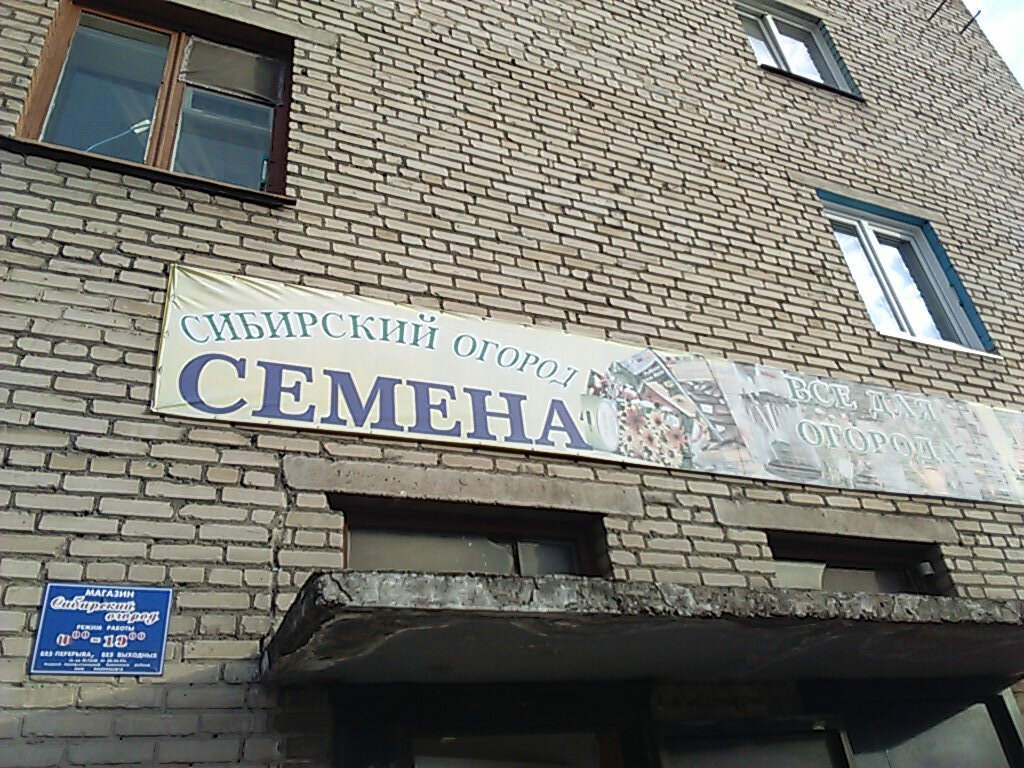 СИБИРСКИЙ ОГОРОД
СЕМЕНА
ВСЕ ДЛЯ
ОГОРОДА
МАГАЗИН
Сибирский
огород
РЕЖИМ РАБОТЫ
БЕЗ ПЕРЕРЫВА, БЕЗ ВЫХОДНЫХ